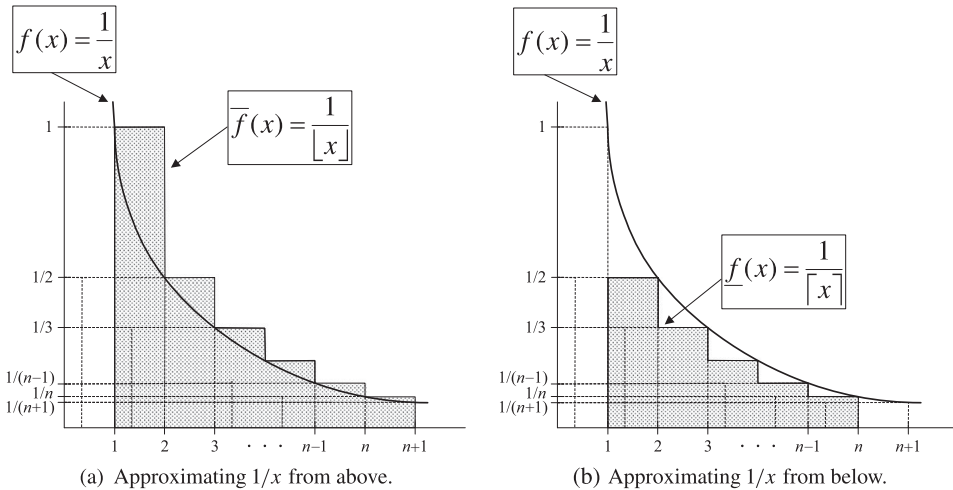 f(x) = 1/x
f̅(x) = 1/⌊x⌋
1
1/2
1/3
1/(n−1)
1/n
1/(n+1)
1 2 3 · · · n-1 n n+1
(a) Approximating 1/x from above.
f(x) = 1/x
f̲(x) = 1/⌈x⌉
1
1/2
1/3
1/(n−1)
1/n
1/(n+1)
1 2 3 · · · n-1 n n+1
(b) Approximating 1/x from below.